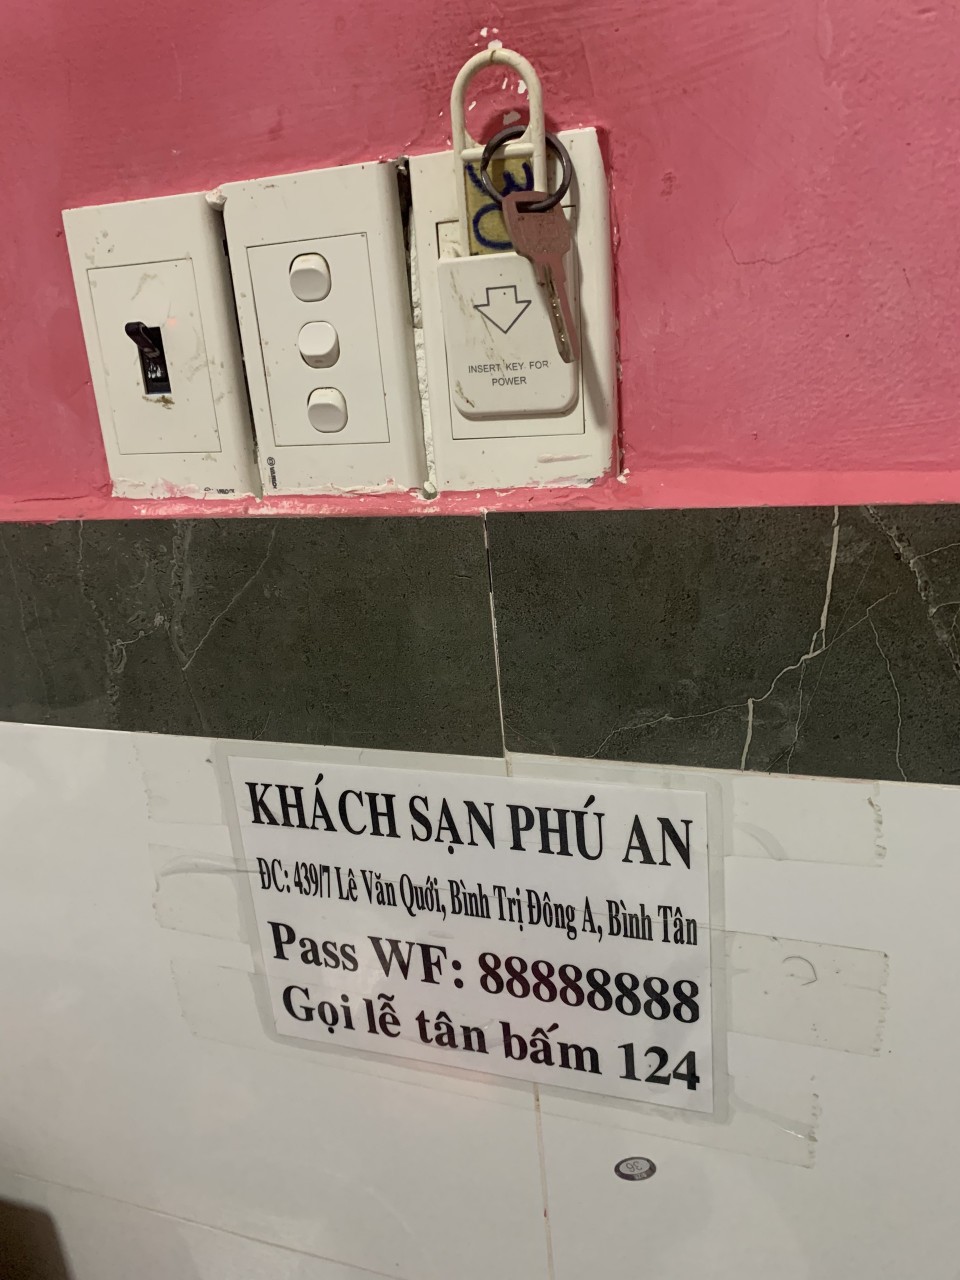 INSERT KEY FOR
POWER
KHÁCH SẠN PHÚ AN
ĐC: 439/7 Lê Văn Quới, Bình Trị Đông A, Bình Tân
Pass WF: 88888888
Gọi lễ tân bấm 124